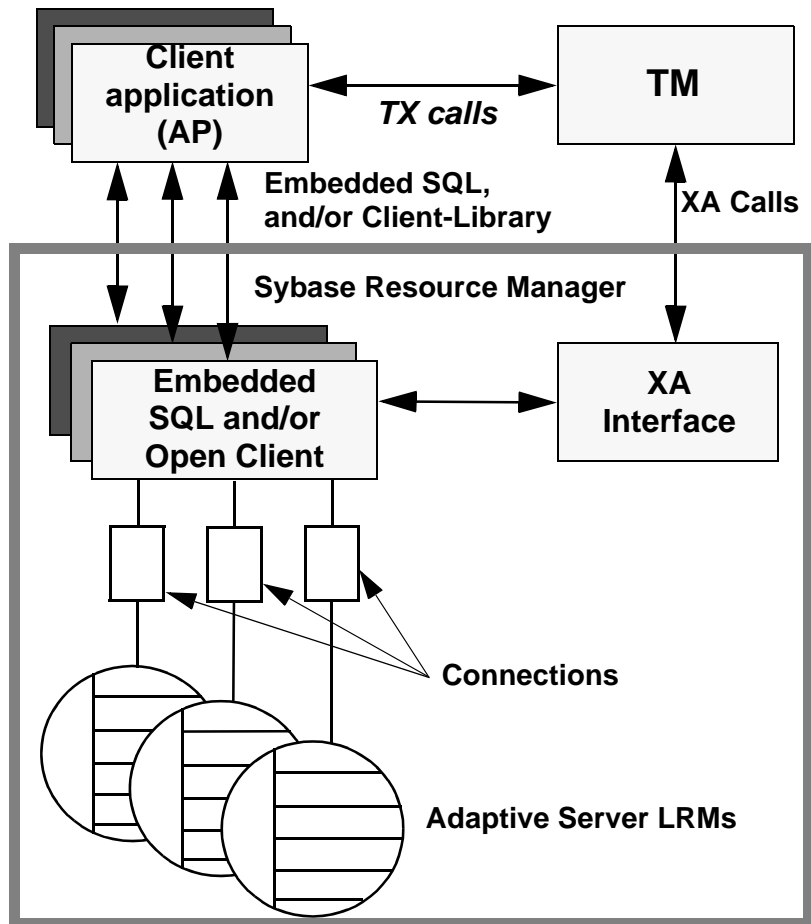 Client
application
(AP)
TX calls
TM
Embedded SQL,
and/or Client-Library
XA Calls
Sybase Resource Manager
Embedded
SQL and/or
Open Client
XA
Interface
Connections
Adaptive Server LRMs